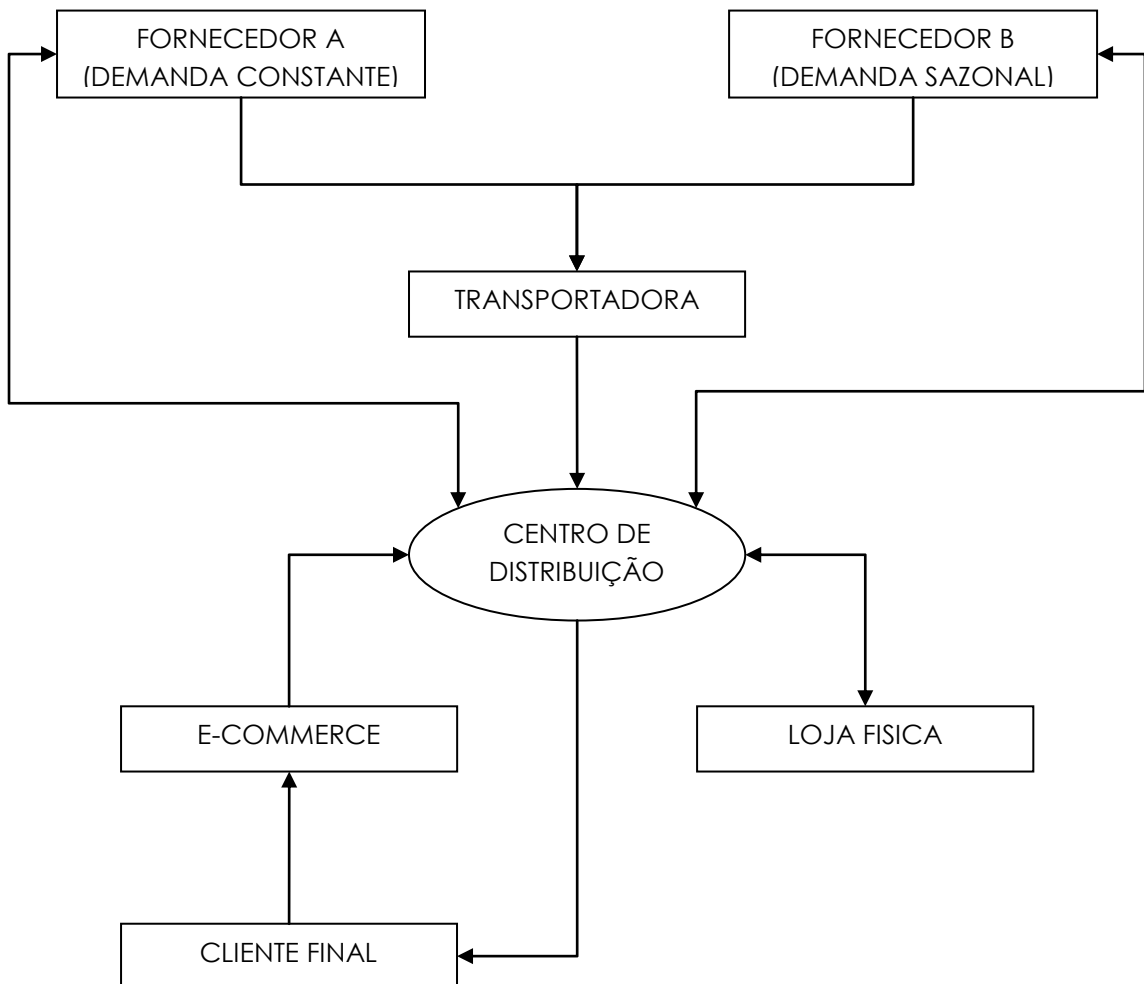 FORNECEDOR A
(DEMANDA CONSTANTE)
FORNECEDOR B
(DEMANDA SAZONAL)
TRANSPORTADORA
CENTRO DE
DISTRIBUIÇÃO
E-COMMERCE
LOJA FISICA
CLIENTE FINAL